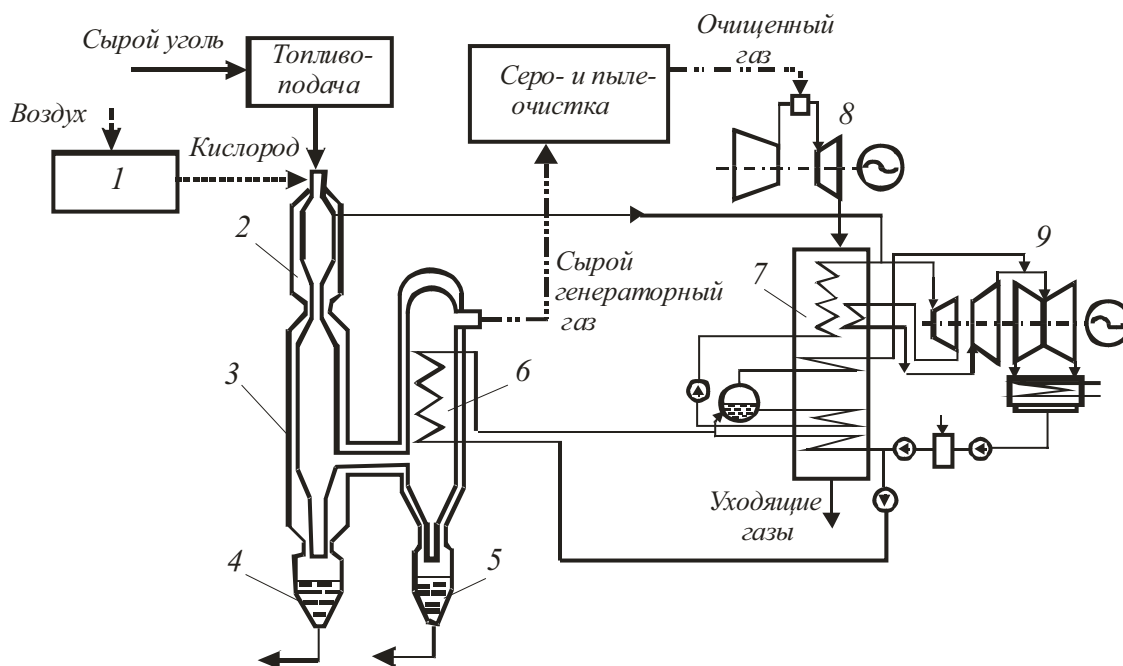 Сырой уголь
Топливо-
подача
Воздух
1
Кислород
Серо- и пыле-
очистка
Очищенный
газ
8
2
Сырой
генераторный
газ
7
9
3
6
Уходящие
газы
4
5